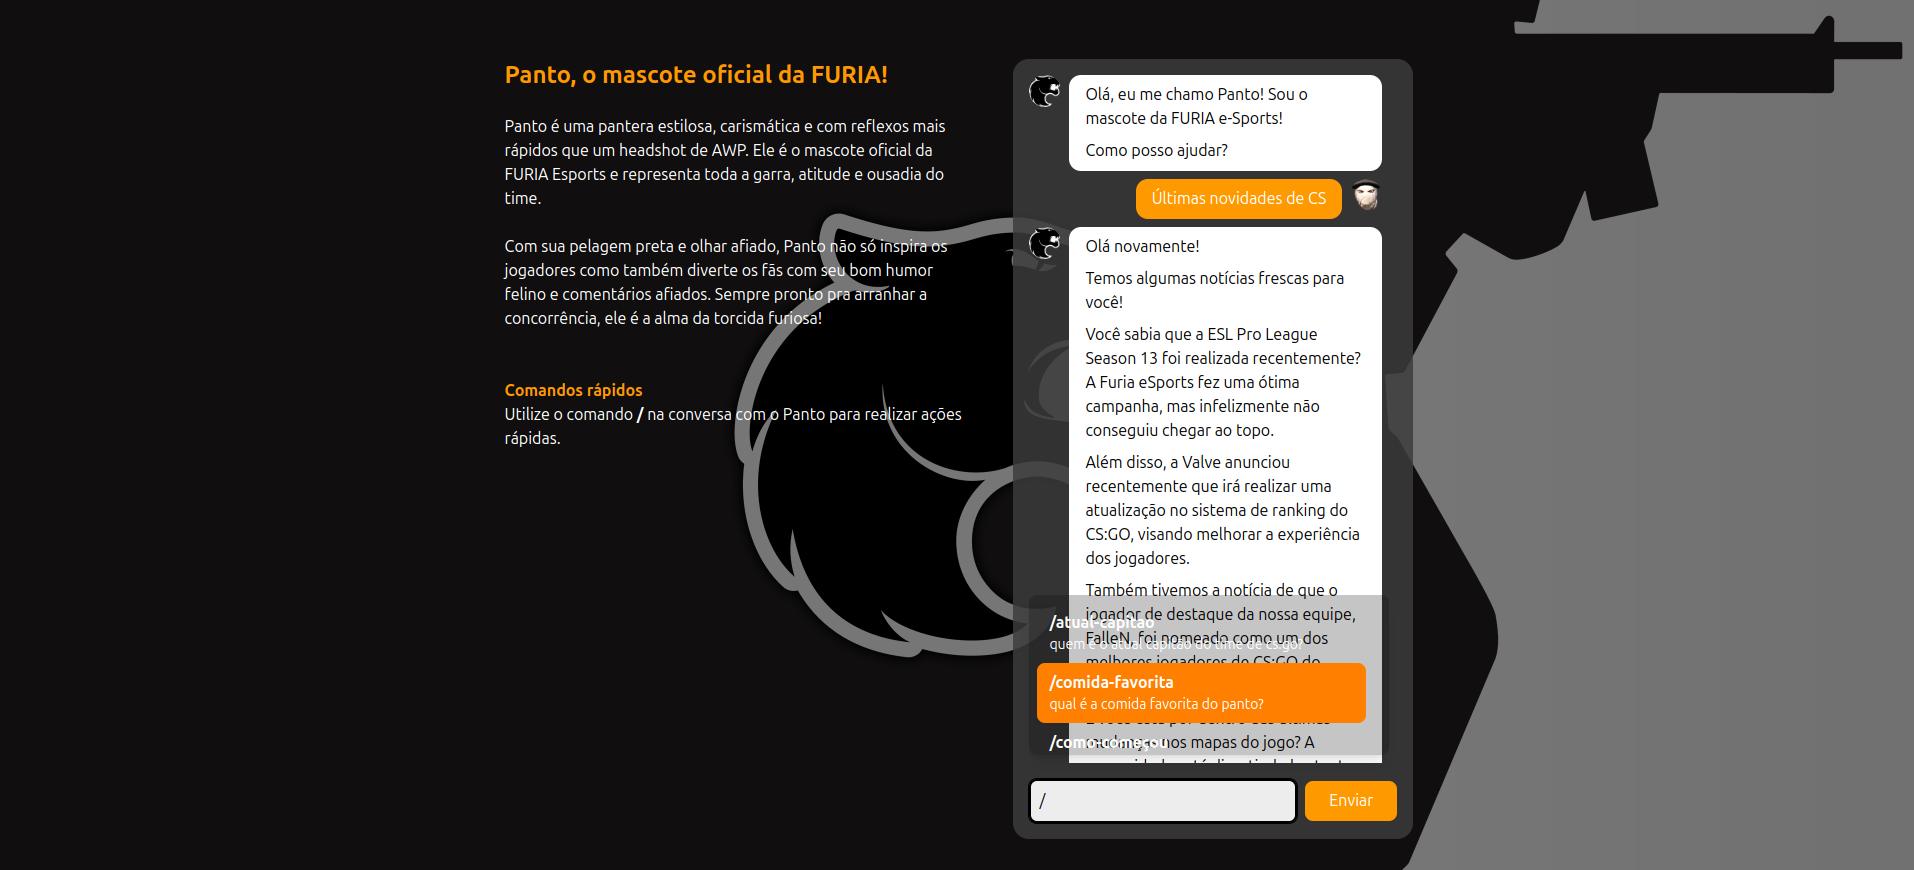 Panto, o mascote oficial da FURIA!
Panto é uma pantera estilosa, carismática e com reflexos mais
rápidos que um headshot de AWP. Ele é o mascote oficial da
FURIA Esports e representa toda a garra, atitude e ousadia do
time.
Com sua pelagem preta e olhar afiado, Panto não só inspira os
jogadores como também diverte os fãs com seu bom humor
felino e comentários afiados. Sempre pronto pra arranhar a
concorrência, ele é a alma da torcida furiosa!
Comandos rápidos
Utilize o comando / na conversa com o Panto para realizar ações
rápidas.
Olá, eu me chamo Panto! Sou o
mascote da FURIA e-Sports!
Como posso ajudar?
Últimas novidades de CS
Olá novamente!
Temos algumas notícias frescas para
você!
Você sabia que a ESL Pro League
Season 13 foi realizada recentemente?
A Furia eSports fez uma ótima
campanha, mas infelizmente não
conseguiu chegar ao topo.
Além disso, a Valve anunciou
recentemente que irá realizar uma
atualização no sistema de ranking do
CS:GO, visando melhorar a experiência
dos jogadores.
Também tivemos a notícia de que o
jogador de destaque da nossa equipe,
/atual-capitao
FalleN, foi nomeado como um dos
quem é o atual capitão do time de cs:go?
melhores jogadores de CS:GO do
/comida-favorita
qual é a comida favorita do panto?
/como-começou
nos mapas do jogo? A
/
Enviar